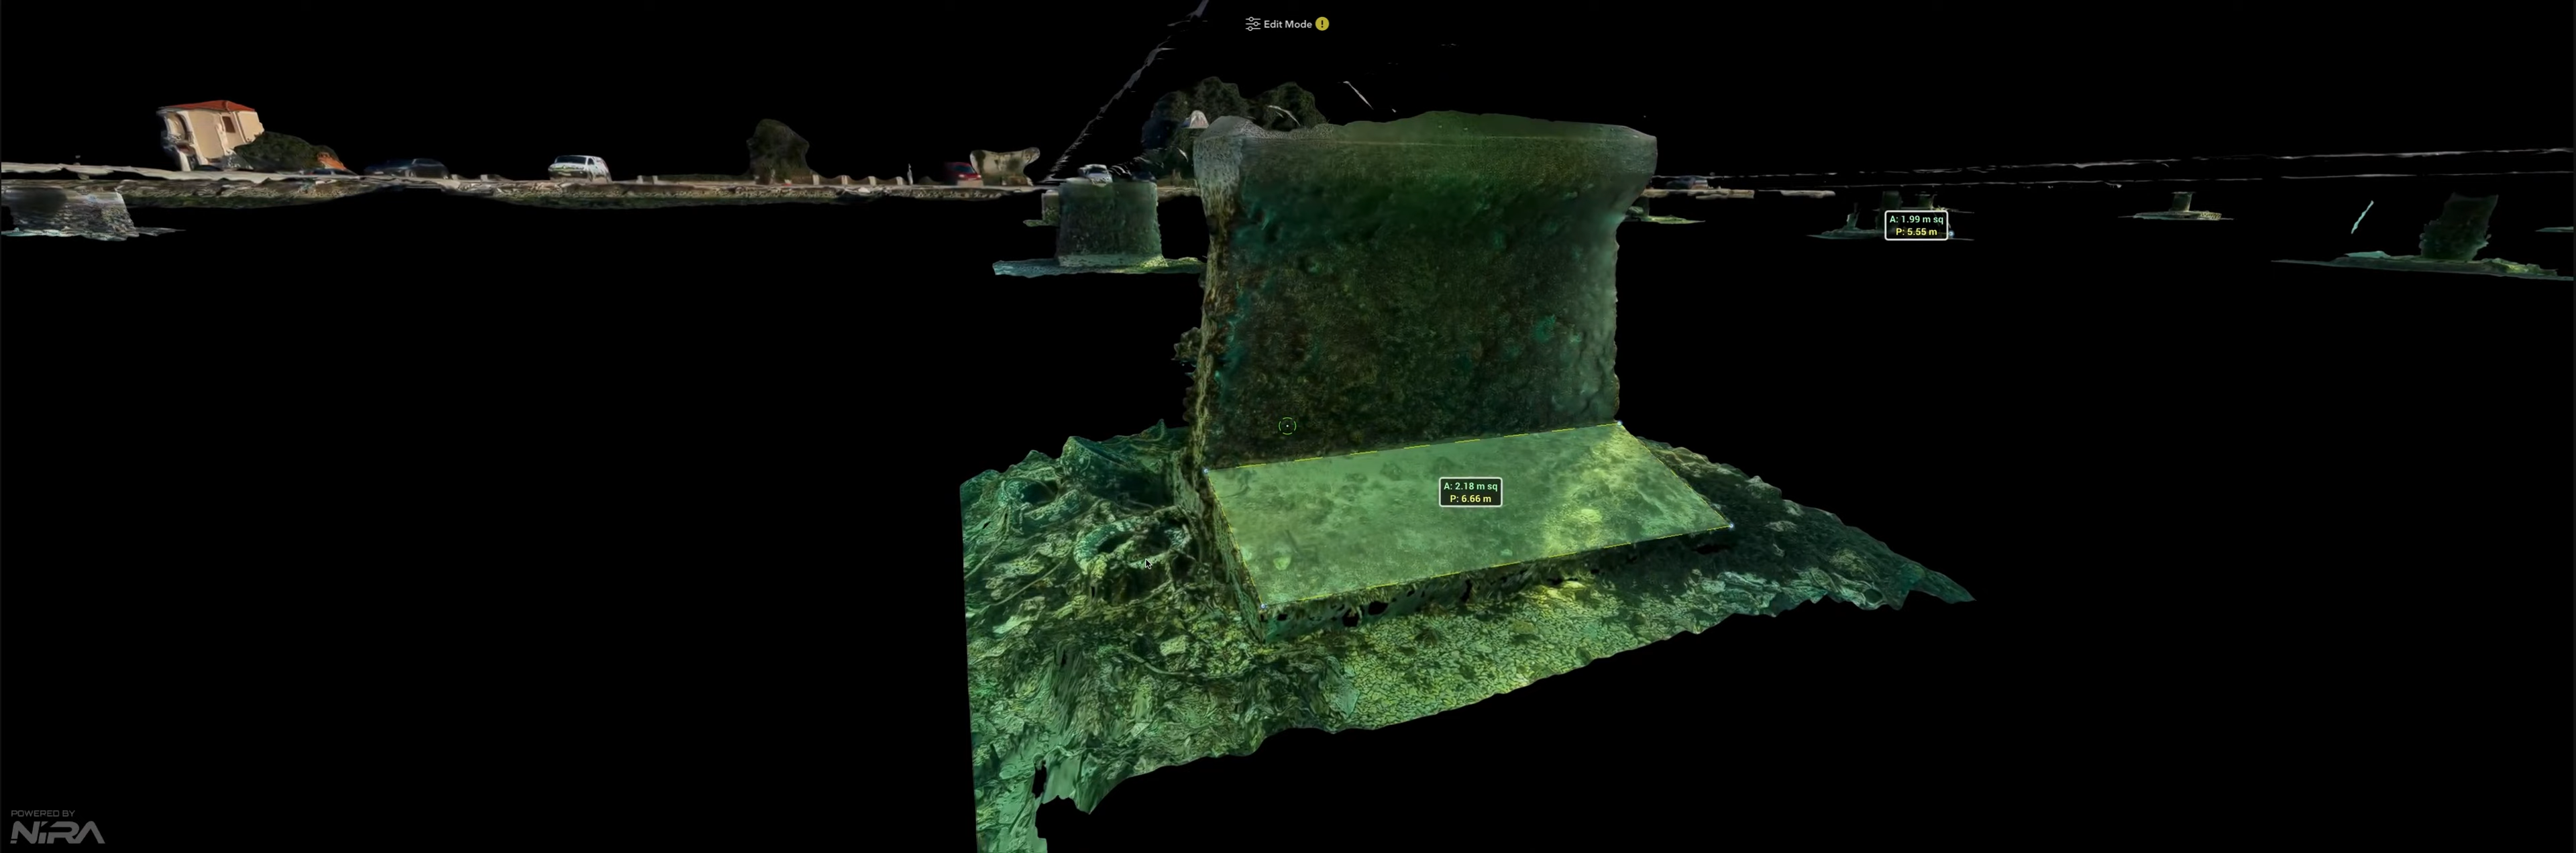 Edit Mode !
A: 1.99 m sq
P: 5.55 m
A: 2.18 m sq
P: 6.66 m
POWERED BY
NIRA